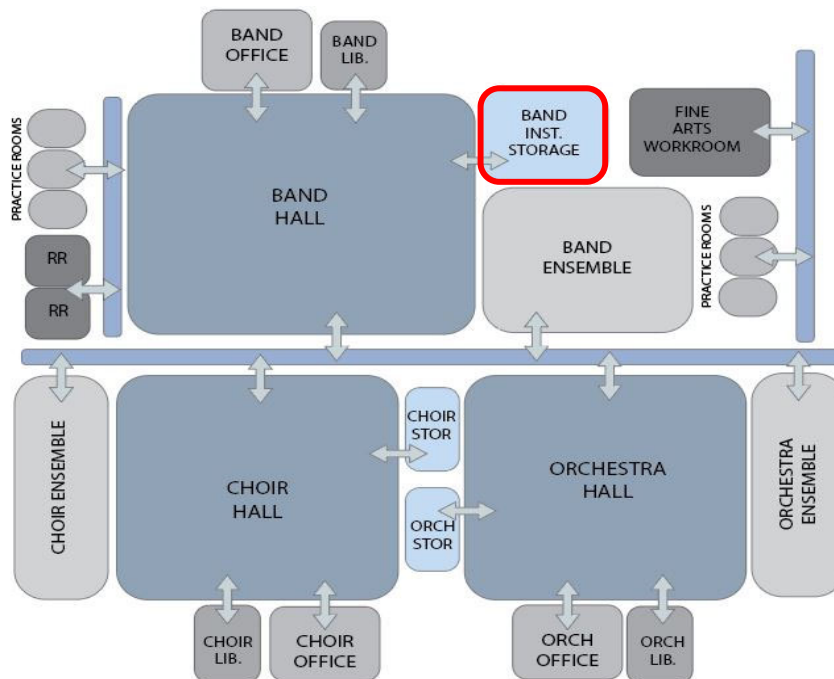 BAND
OFFICE
BAND
LIB.
BAND
INST.
STORAGE
FINE
ARTS
WORKROOM
PRACTICE ROOMS
BAND
HALL
BAND
ENSEMBLE
PRACTICE ROOMS
RR
RR
CHOIR ENSEMBLE
CHOIR
HALL
CHOIR
STOR
ORCH
STOR
ORCHESTRA
HALL
ORCHESTRA
ENSEMBLE
CHOIR
LIB.
CHOIR
OFFICE
ORCH
OFFICE
ORCH
LIB.